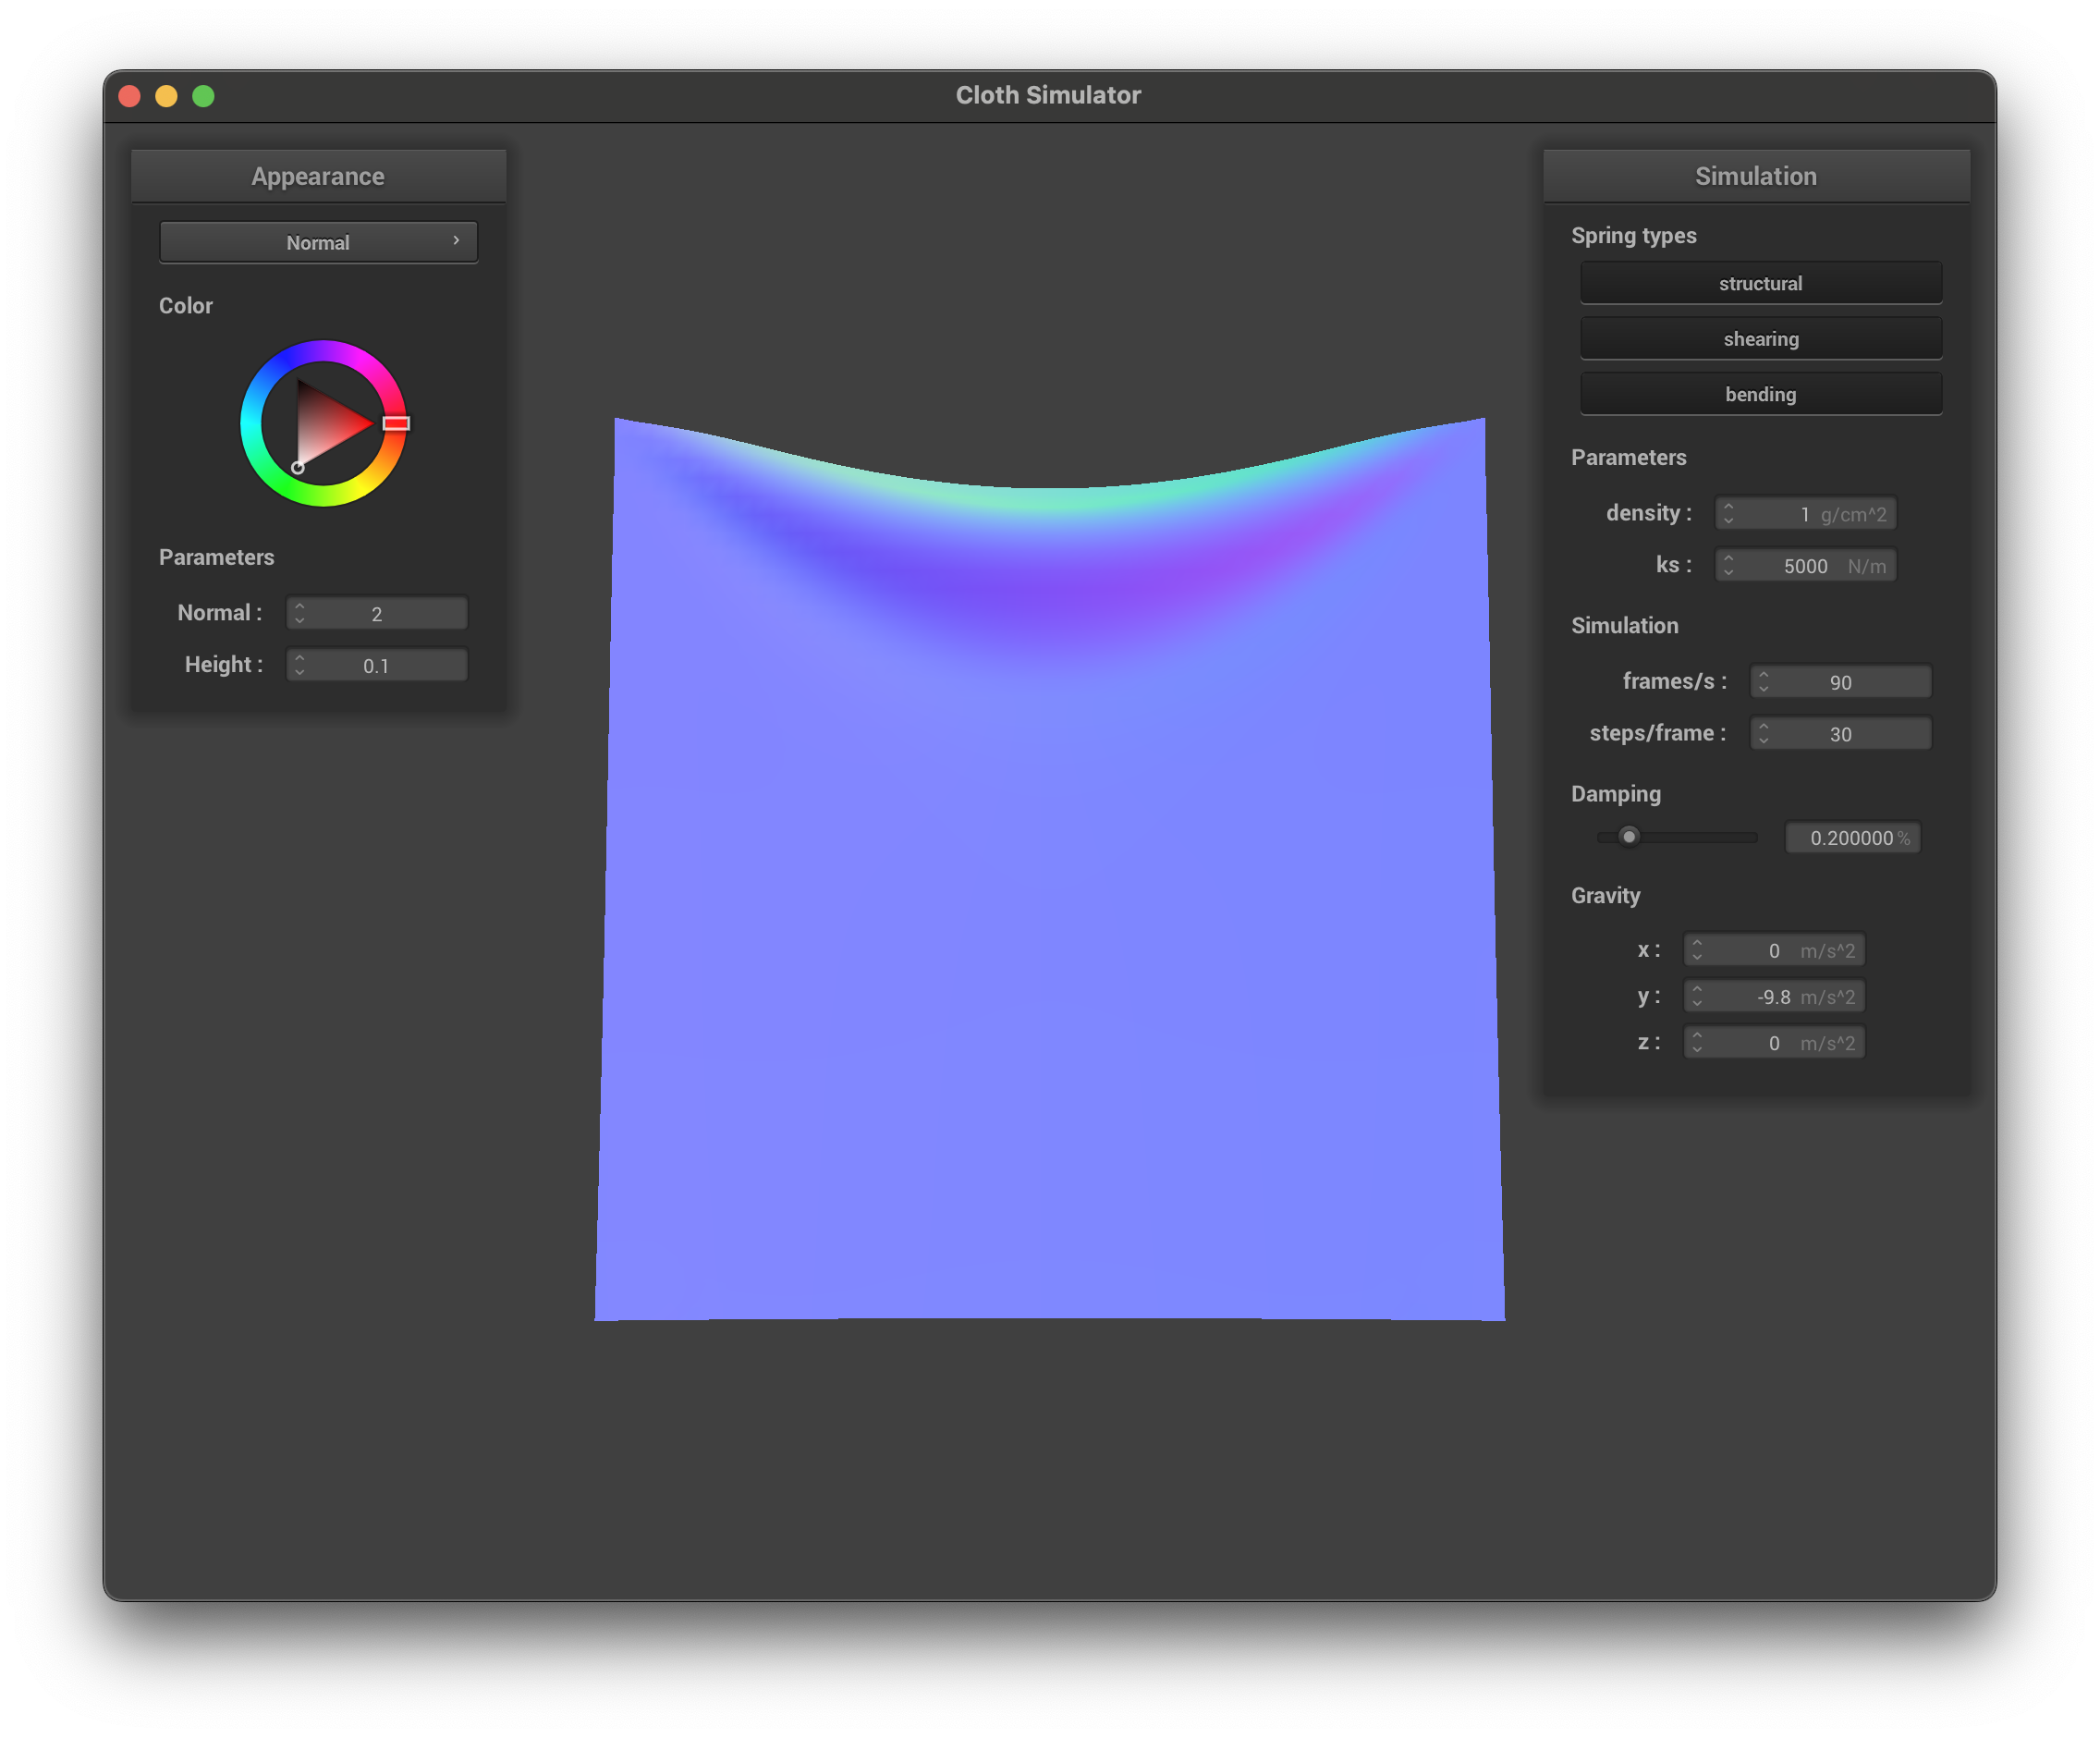 Cloth Simulator
Appearance
Normal
Color
Parameters
Normal : 2
Height : 0.1
Simulation
Spring types
structural
shearing
bending
Parameters
density : 1 g/cm^2
ks : 5000 N/m
Simulation
frames/s : 90
steps/frame : 30
Damping
0.200000 %
Gravity
x : 0 m/s^2
y : -9.8 m/s^2
z : 0 m/s^2